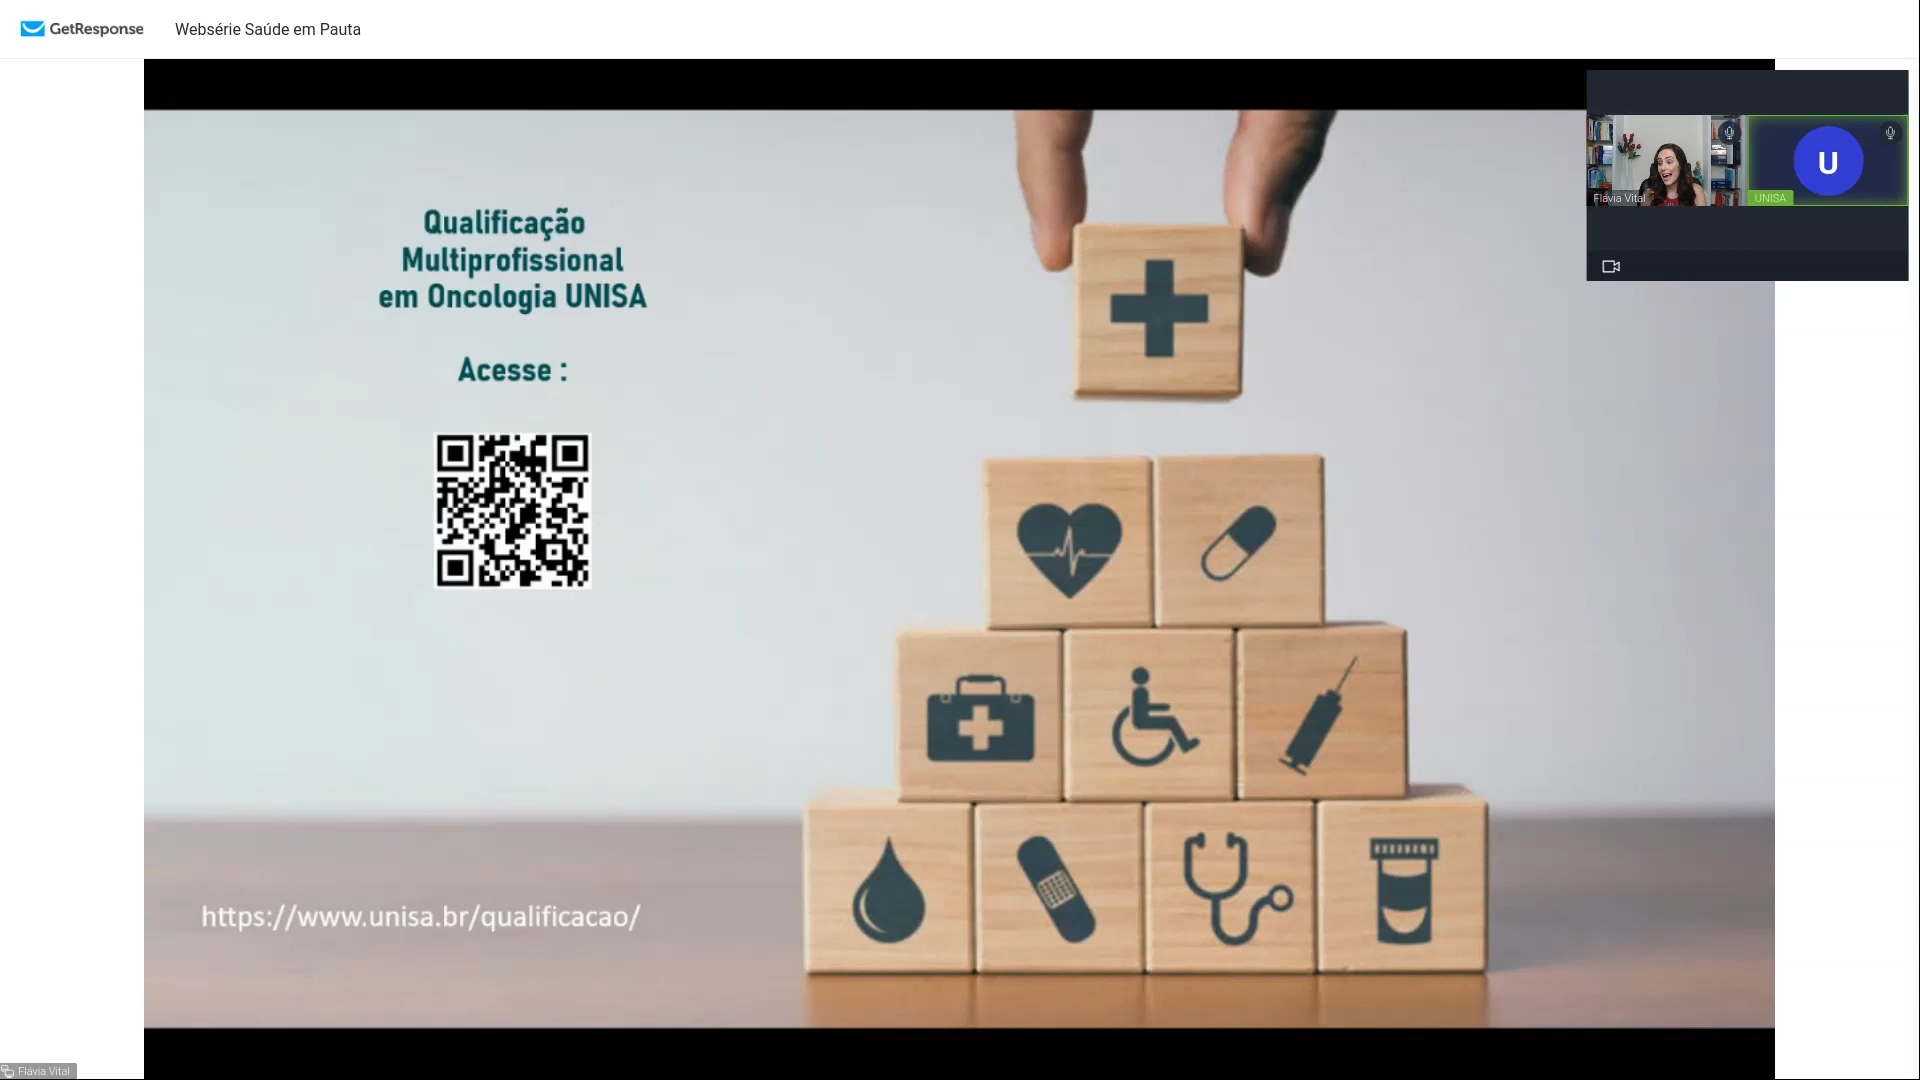 GetResponse
Websérie Saúde em Pauta
Flávia Vital
U
UNISA
Qualificação
Multiprofissional
em Oncologia UNISA
Acesse :
https://www.unisa.br/qualificacao/
Flávia Vital